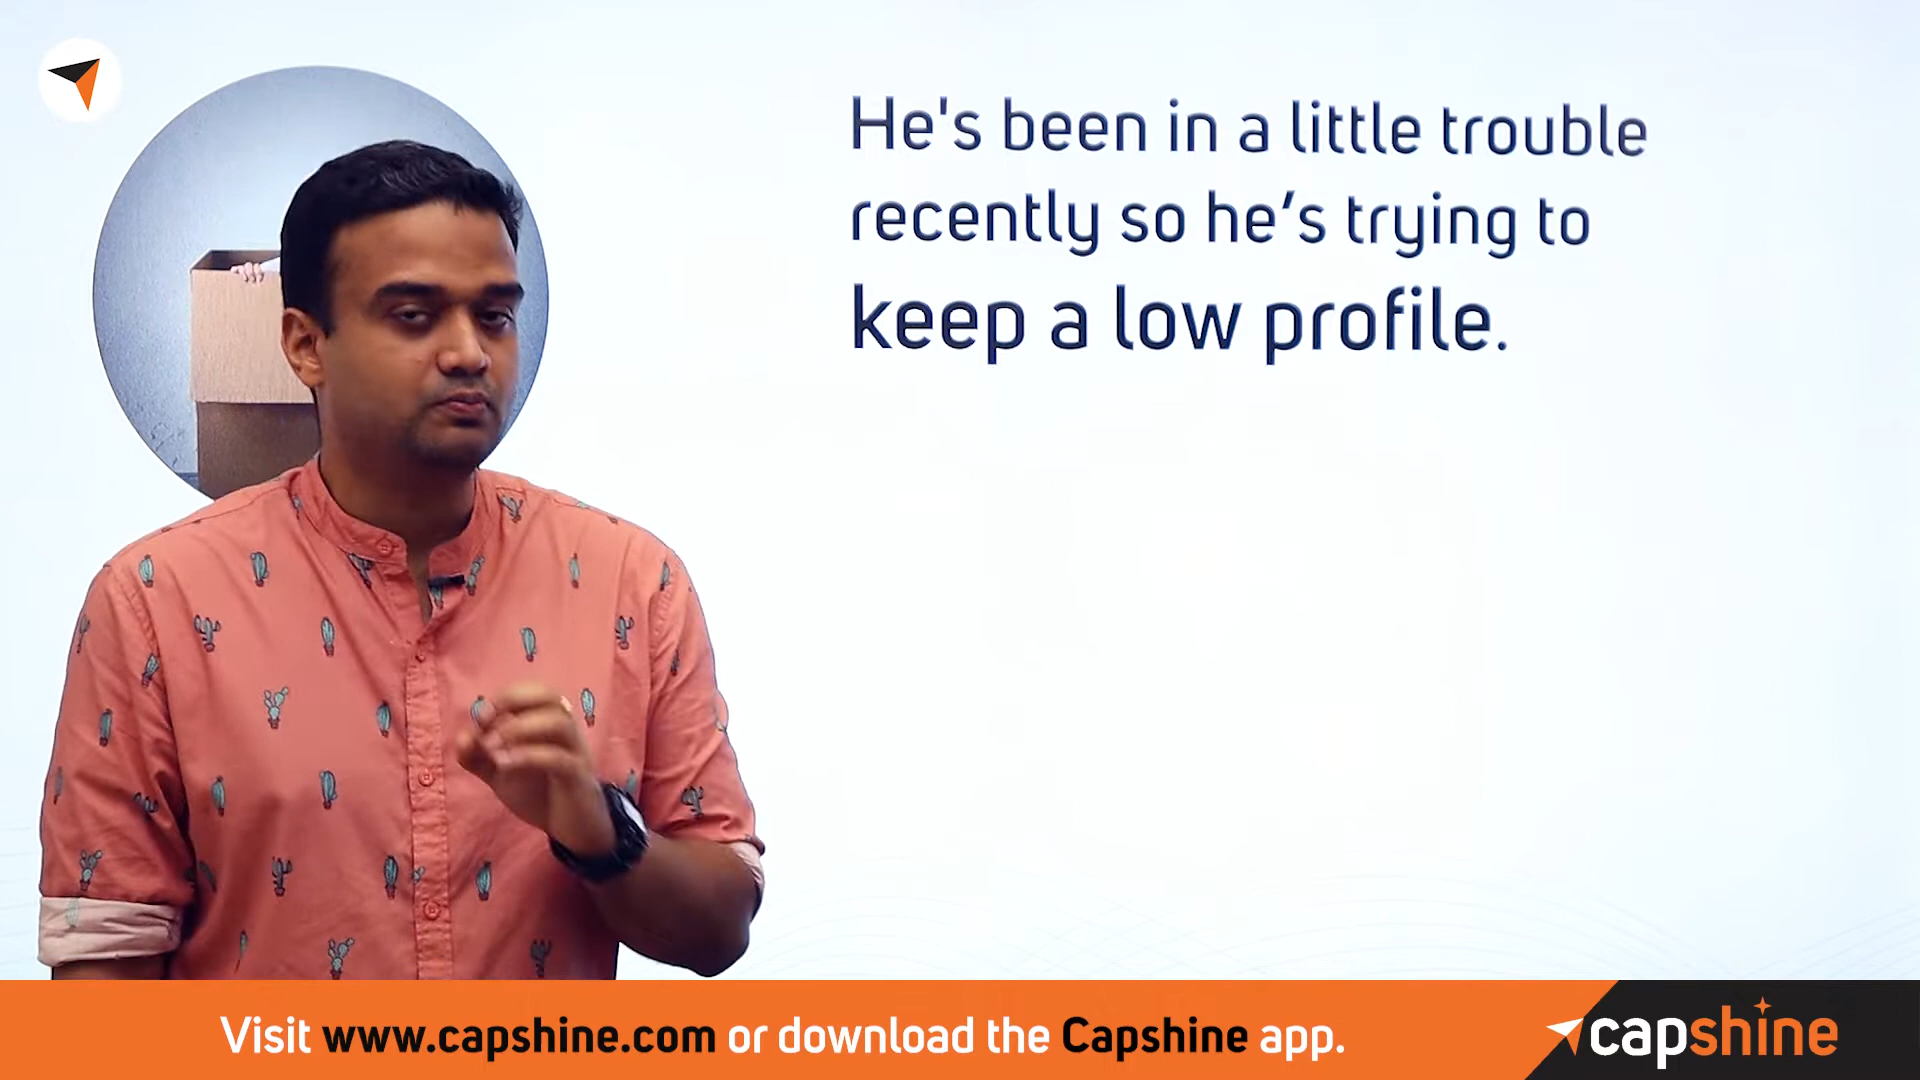 He's been in a little trouble
recently so he’s trying to
keep a low profile.
Visit www.capshine.com or download the Capshine app.
capshine